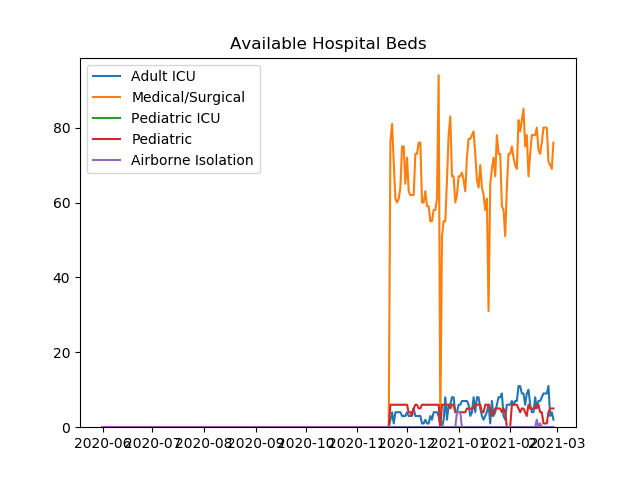 Available Hospital Beds
Adult ICU
Medical/Surgical
Pediatric ICU
Pediatric
Airborne Isolation
80
60
40
20
0
2020-06 2020-07 2020-08 2020-09 2020-10 2020-11 2020-12 2021-01 2021-02 2021-03